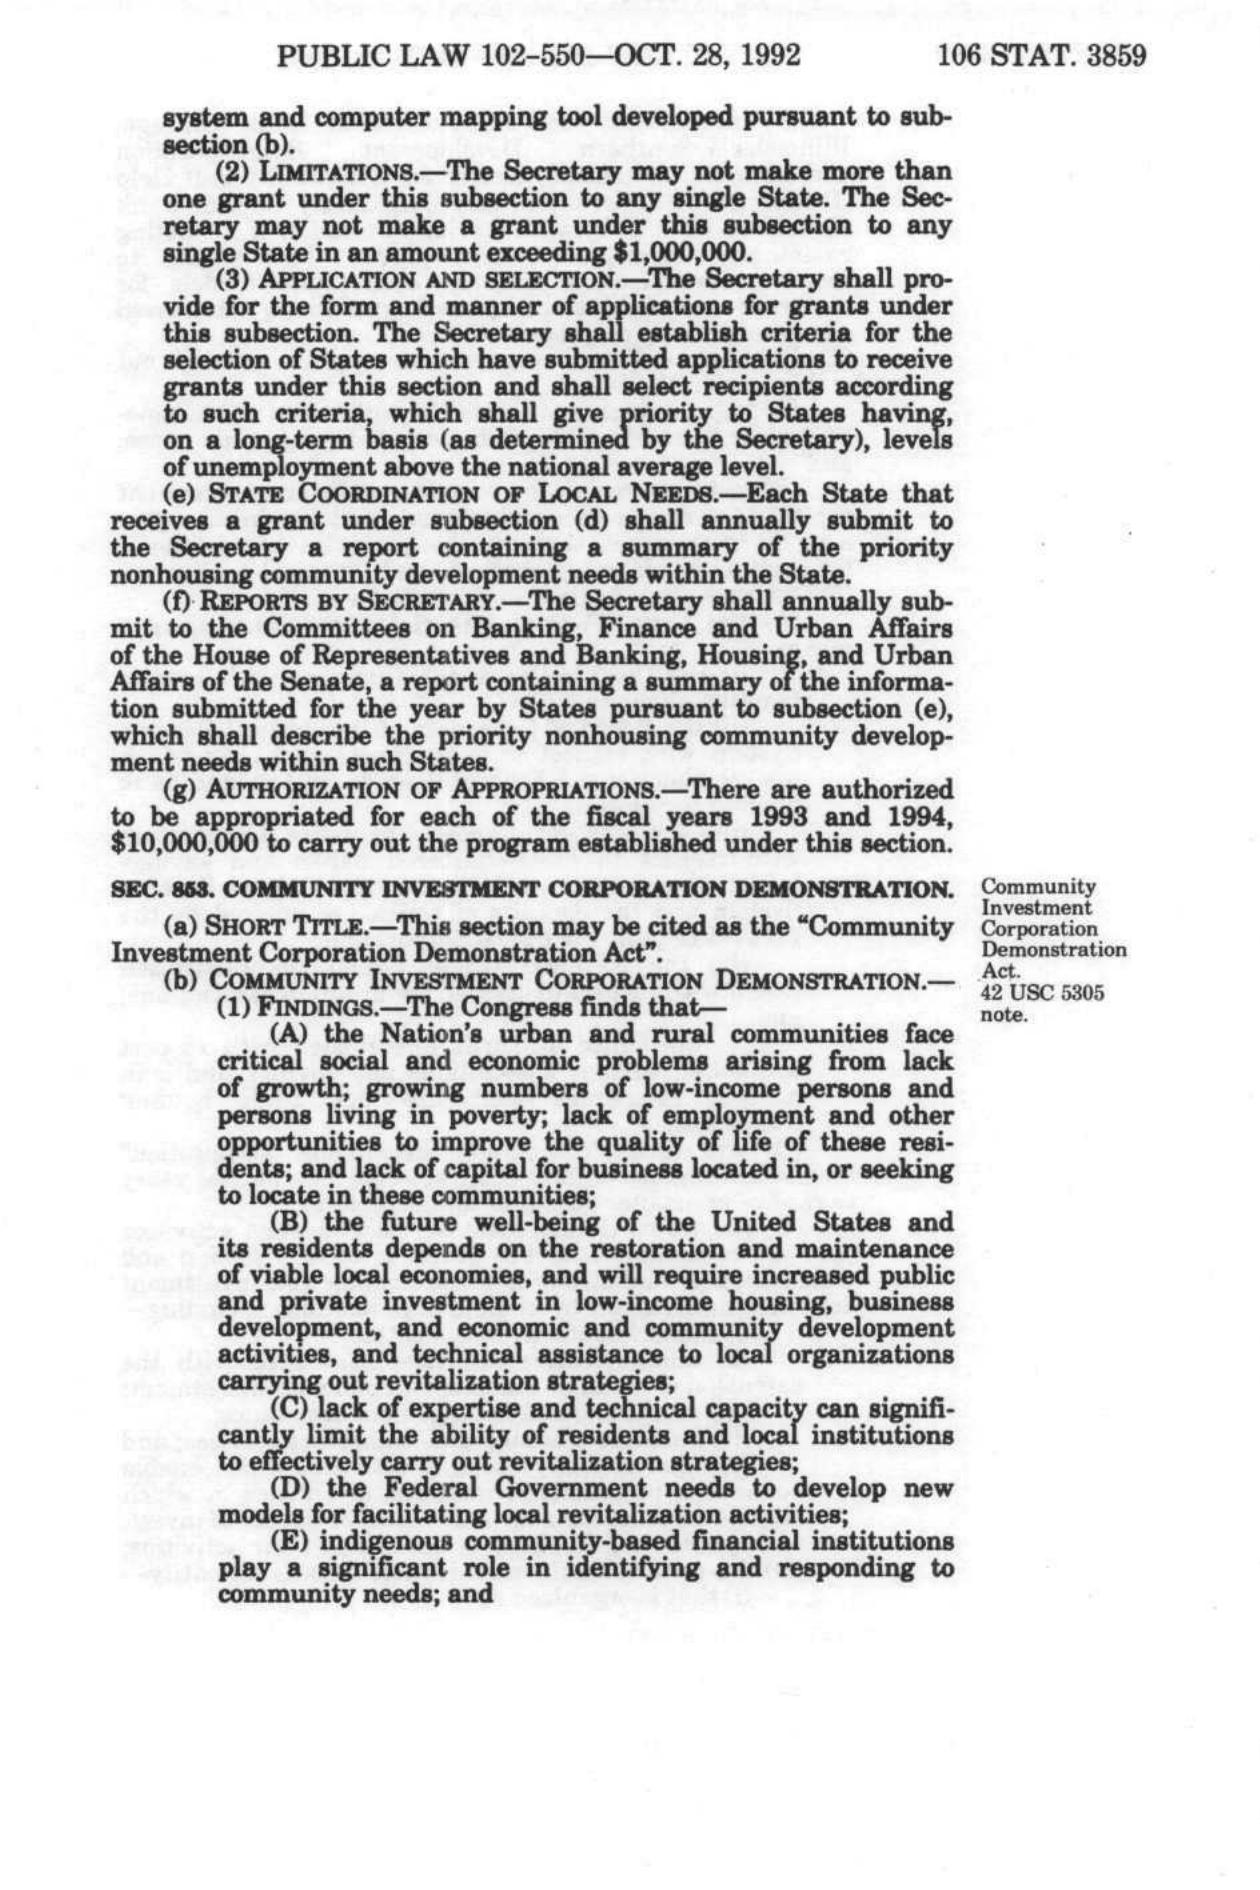 PUBLIC LAW 102-550—OCT. 28, 1992 106 STAT. 3859
system and computer mapping tool developed pursuant to sub-
section (b).
(2) LIMITATIONS.—The Secretary may not make more than
one grant under this subsection to any single State. The Sec-
retary may not make a grant under this subsection to any
single State in an amount exceeding $1,000,000.
(3) APPLICATION AND SELECTION.—The Secretary shall pro-
vide for the form and manner of applications for grants under
this subsection. The Secretary shall establish criteria for the
selection of States which have submitted applications to receive
grants under this section and shall select recipients according
to such criteria, which shall give priority to States having,
on a long-term basis (as determined by the Secretary), levels
of unemployment above the national average level.
(e) STATE COORDINATION OF LOCAL NEEDS.—Each State that
receives a grant under subsection (d) shall annually submit to
the Secretary a report containing a summary of the priority
nonhousing community development needs within the State.
(f) REPORTS BY SECRETARY.—The Secretary shall annually sub-
mit to the Committees on Banking, Finance and Urban Affairs
of the House of Representatives and Banking, Housing, and Urban
Affairs of the Senate, a report containing a summary of the informa-
tion submitted for the year by States pursuant to subsection (e),
which shall describe the priority nonhousing community develop-
ment needs within such States.
(g) AUTHORIZATION OF APPROPRIATIONS.—There are authorized
to be appropriated for each of the fiscal years 1993 and 1994,
$10,000,000 to carry out the program established under this section.
SEC. 853. COMMUNITY INVESTMENT CORPORATION DEMONSTRATION.
(a) SHORT TITLE.—This section may be cited as the “Community
Investment Corporation Demonstration Act”.
(b) COMMUNITY INVESTMENT CORPORATION DEMONSTRATION.—
(1) FINDINGS.—The Congress finds that—
(A) the Nation's urban and rural communities face
critical social and economic problems arising from lack
of growth; growing numbers of low-income persons and
persons living in poverty; lack of employment and other
opportunities to improve the quality of life of these resi-
dents; and lack of capital for business located in, or seeking
to locate in these communities;
(B) the future well-being of the United States and
its residents depends on the restoration and maintenance
of viable local economies, and will require increased public
and private investment in low-income housing, business
development, and economic and community development
activities, and technical assistance to local organizations
carrying out revitalization strategies;
(C) lack of expertise and technical capacity can signifi-
cantly limit the ability of residents and local institutions
to effectively carry out revitalization strategies;
(D) the Federal Government needs to develop new
models for facilitating local revitalization activities;
(E) indigenous community-based financial institutions
play a significant role in identifying and responding to
community needs; and
Community
Investment
Corporation
Demonstration
Act.
42 USC 5305
note.